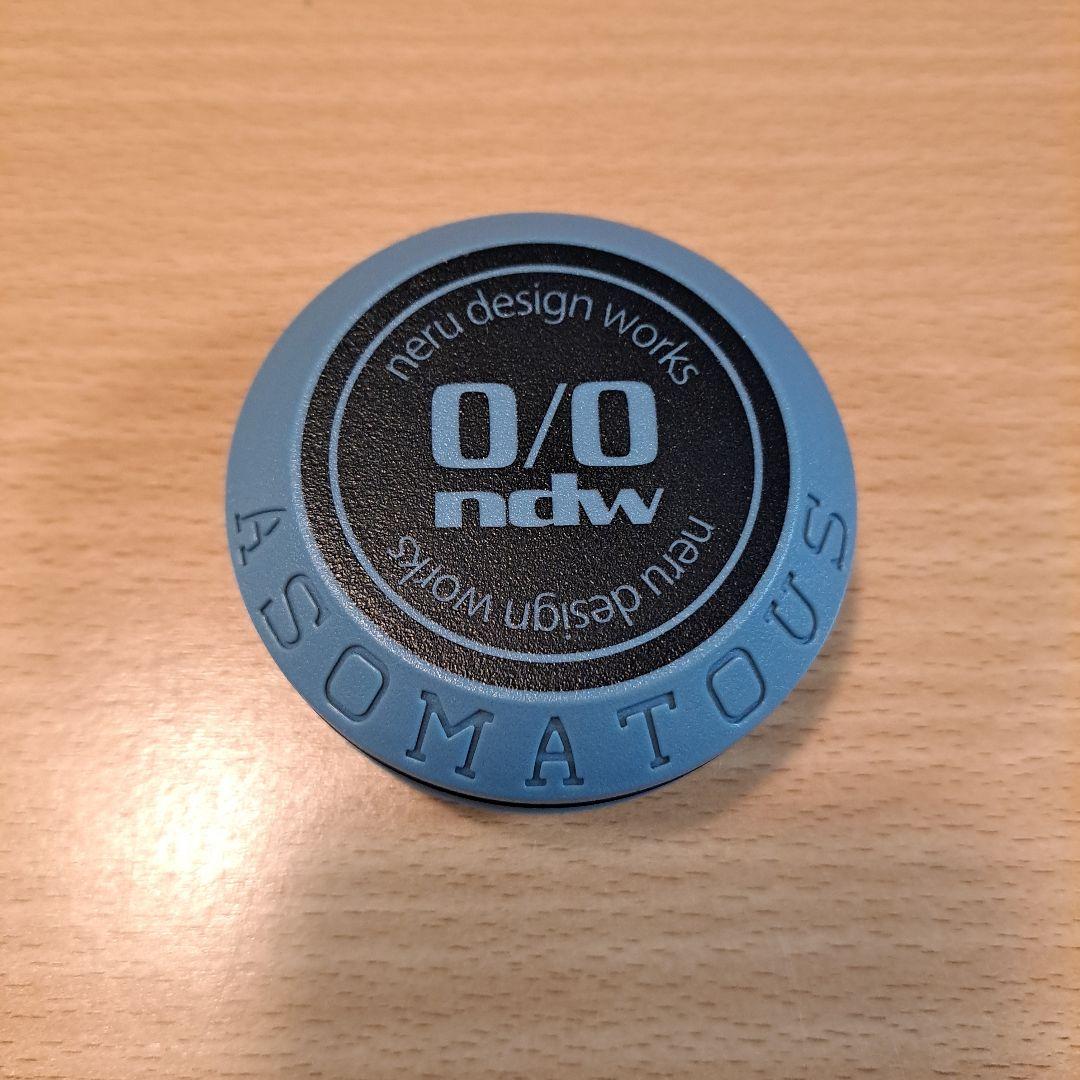 neru design works
0/0
ndw
neru design works
ASOMATOUS